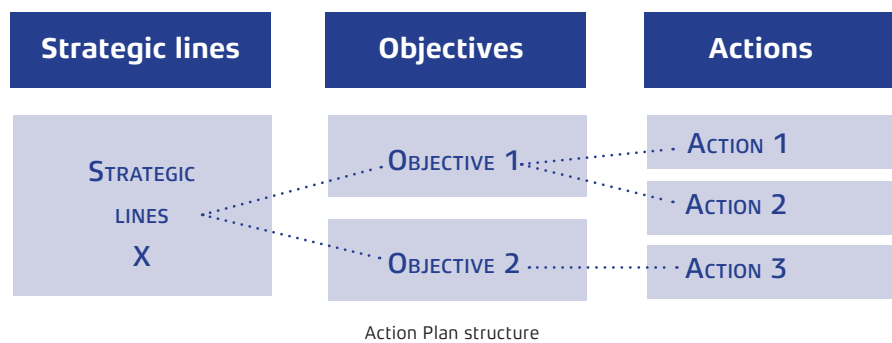 Strategic lines
Objectives
Actions
STRATEGIC
LINES
X
OBJECTIVE 1
OBJECTIVE 2
ACTION 1
ACTION 2
ACTION 3
Action Plan structure